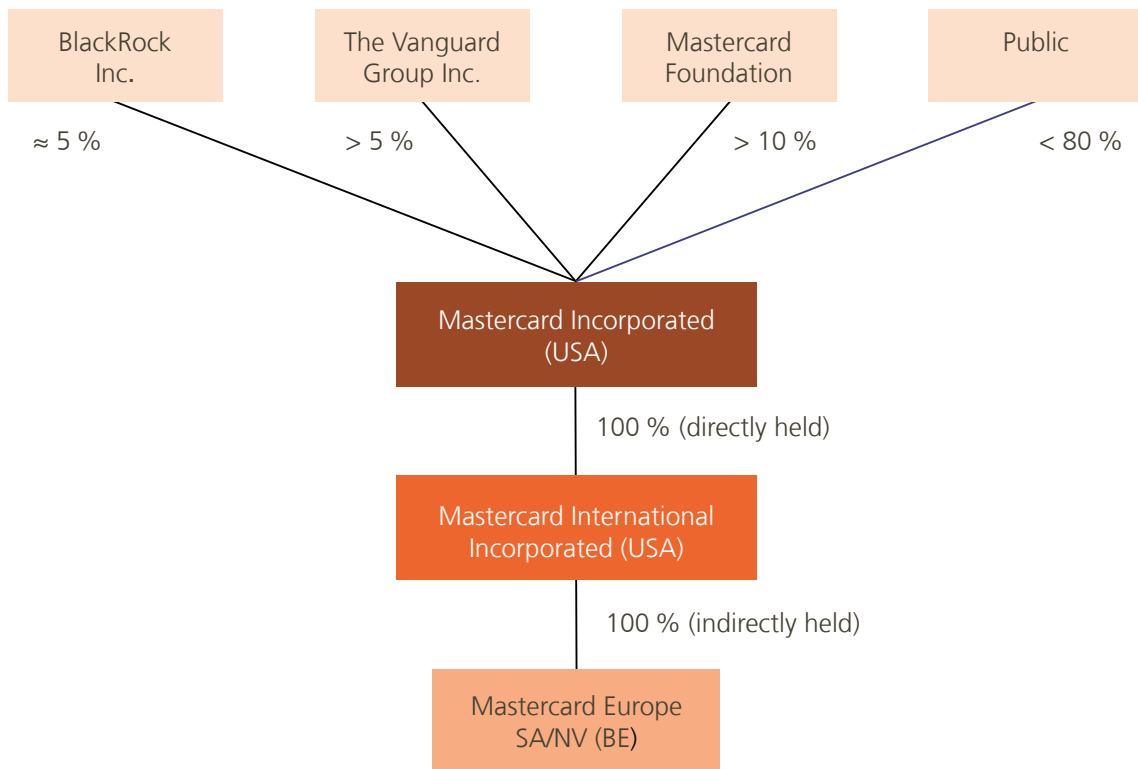 BlackRock
Inc.
The Vanguard
Group Inc.
Mastercard
Foundation
Public
≈ 5 %
> 5 %
> 10 %
< 80 %
Mastercard Incorporated
(USA)
100 % (directly held)
Mastercard International
Incorporated (USA)
100 % (indirectly held)
Mastercard Europe
SA/NV (BE)